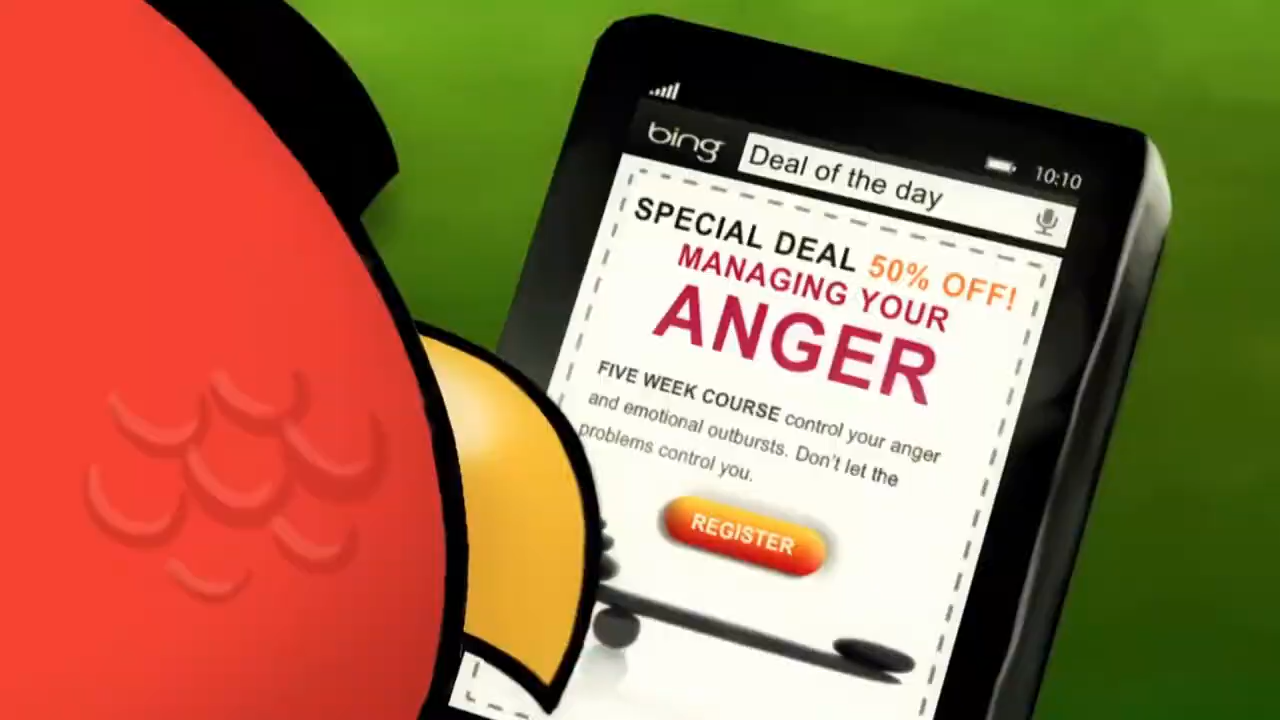 bing
Deal of the day
10:10
SPECIAL DEAL 50% OFF!
MANAGING YOUR
ANGER
FIVE WEEK COURSE control your anger
and emotional outbursts. Don't let the
problems control you.
REGISTER